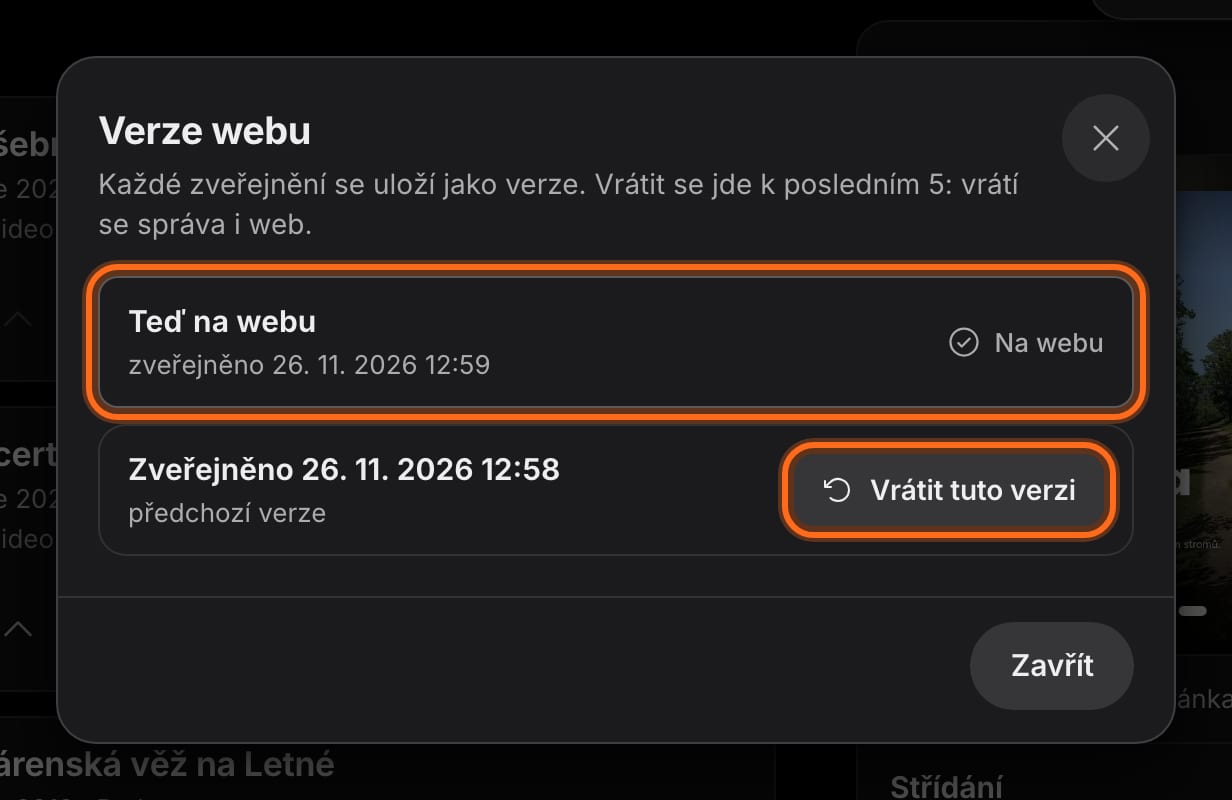 Verze webu
Každé zveřejnění se uloží jako verze. Vrátit se jde k posledním 5: vrátí
se správa i web.
Teď na webu
zveřejněno 26. 11. 2026 12:59
Na webu
Zveřejněno 26. 11. 2026 12:58
předchozí verze
Vrátit tuto verzi
Zavřít
árenská věž na Letné
Střídání